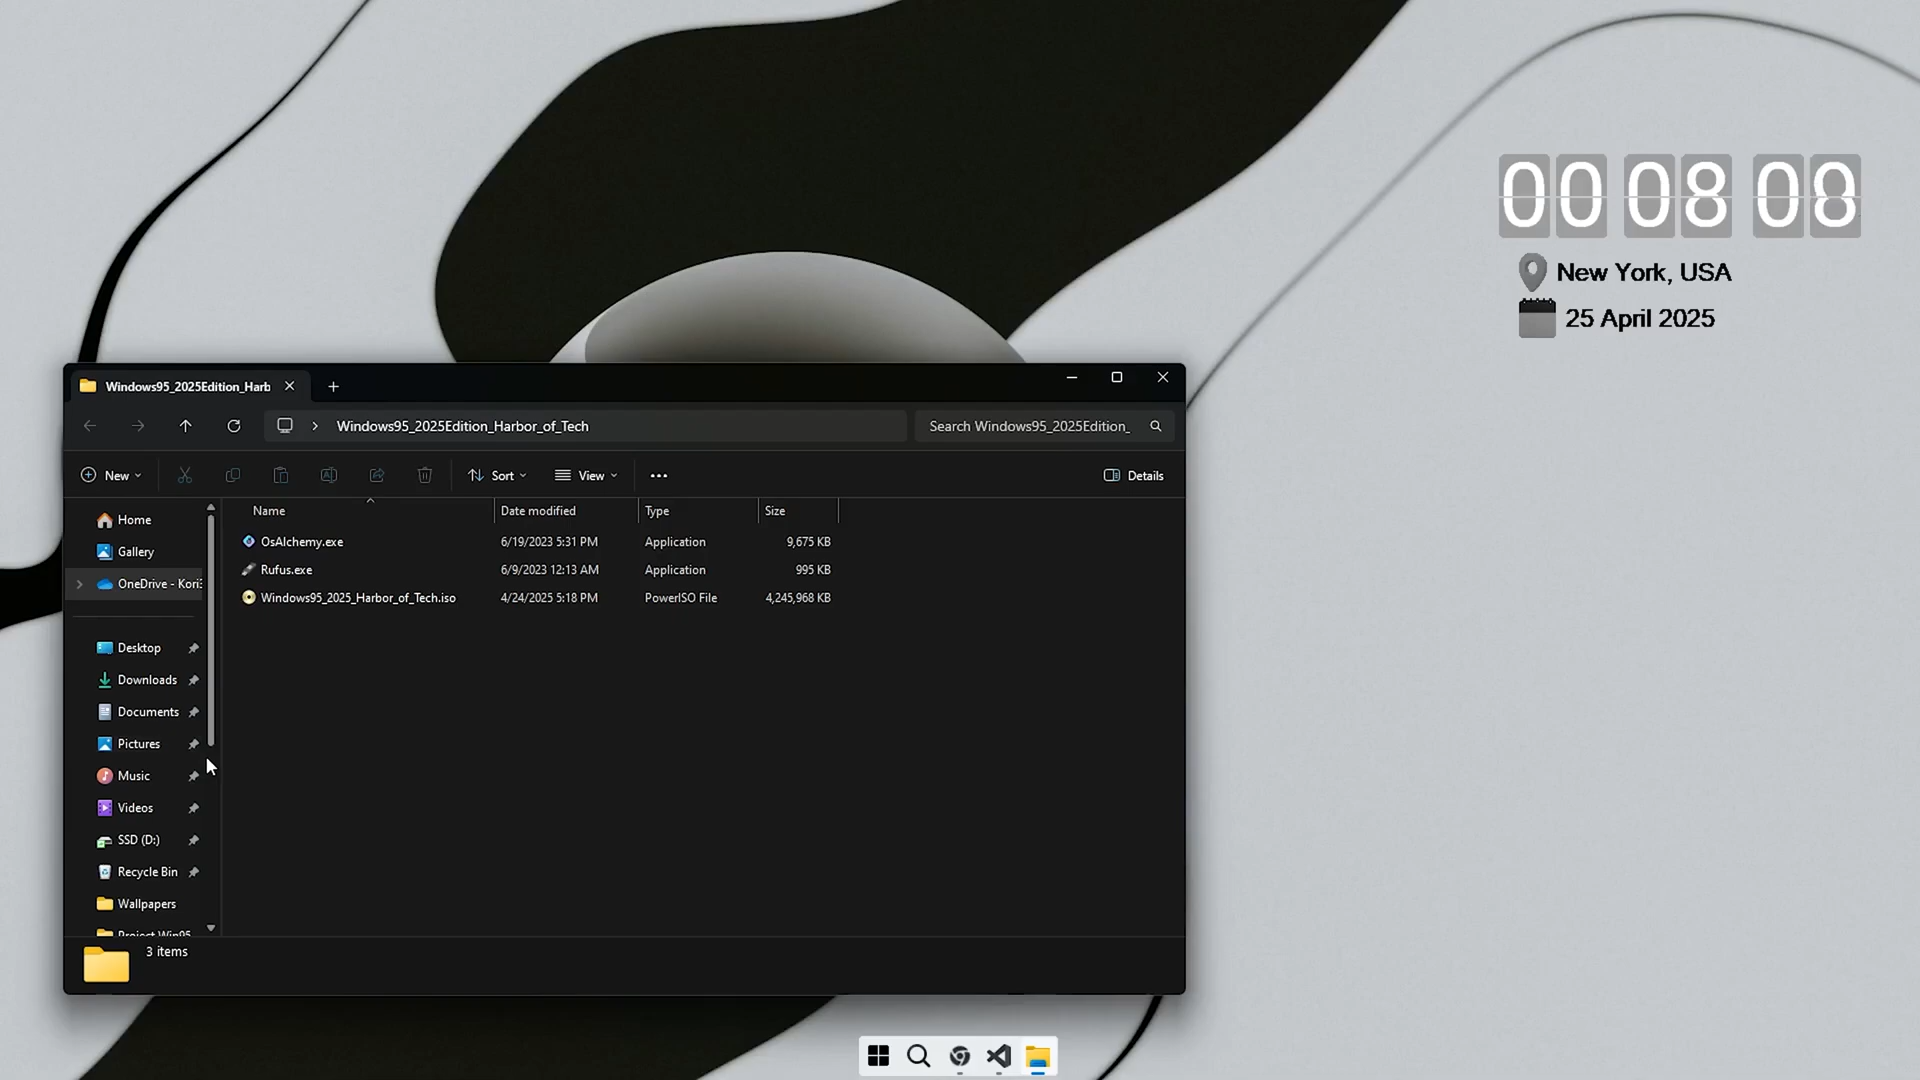 00 08 08
New York, USA
25 April 2025
Windows95_2025Edition_Harb
Windows95_2025Edition_Harbor_of_Tech
Search Windows95_2025Edition_
New
Sort
View
Details
Name Date modified Type Size
OsAlchemy.exe 6/19/2023 5:31 PM Application 9,675 KB
Rufus.exe 6/9/2023 12:13 AM Application 995 KB
Windows95_2025_Harbor_of_Tech.iso 4/24/2025 5:18 PM PowerISO File 4,245,968 KB
Home
Gallery
OneDrive - Kori3
Desktop
Downloads
Documents
Pictures
Music
Videos
SSD (D:)
Recycle Bin
Wallpapers
Project Win95
3 items